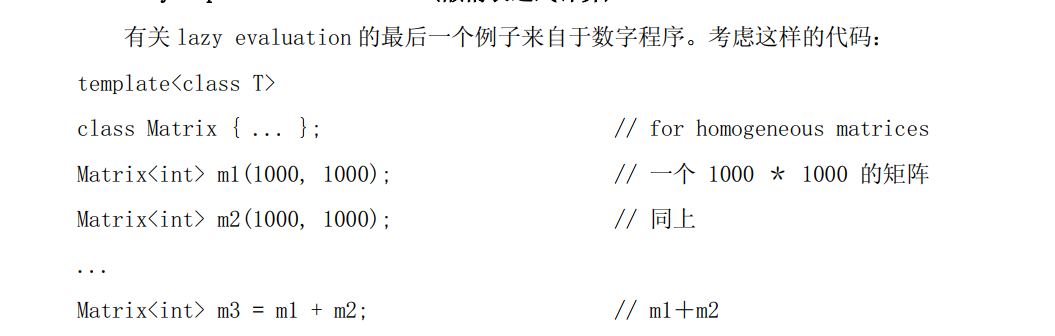 有关 lazy evaluation 的最后一个例子来自于数字程序。考虑这样的代码：
template<class T>
class Matrix { ... }; // for homogeneous matrices
Matrix<int> m1(1000, 1000); // 一个 1000 * 1000 的矩阵
Matrix<int> m2(1000, 1000); // 同上
...
Matrix<int> m3 = m1 + m2; // m1＋m2